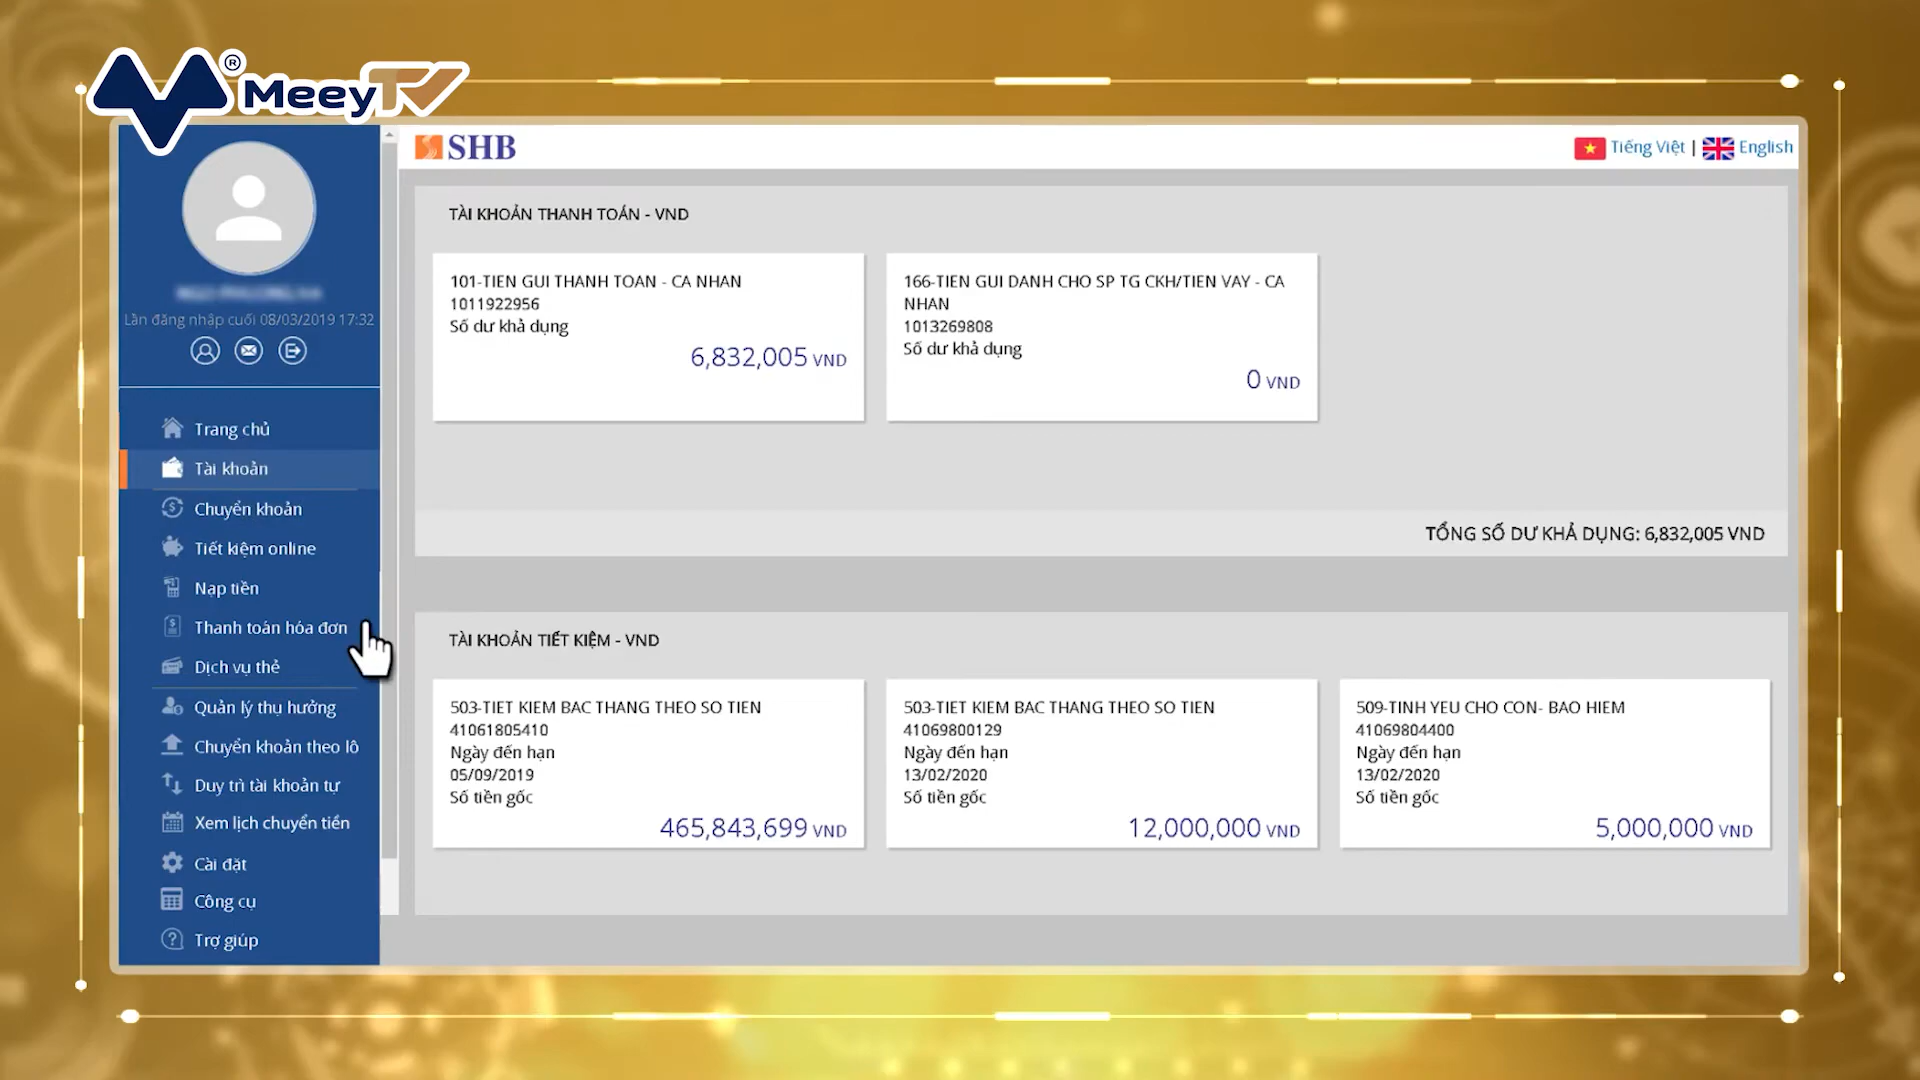 MeeyTV
®
SHB
Tiếng Việt | English
Lần đăng nhập cuối 08/03/2019 17:32
Trang chủ
Tài khoản
Chuyển khoản
Tiết kiệm online
Nạp tiền
Thanh toán hóa đơn
Dịch vụ thẻ
Quản lý thụ hưởng
Chuyển khoản theo lô
Duy trì tài khoản tự
Xem lịch chuyển tiền
Cài đặt
Công cụ
Trợ giúp
TÀI KHOẢN THANH TOÁN - VND
101-TIEN GUI THANH TOAN - CA NHAN
1011922956
Số dư khả dụng
6,832,005 VND
166-TIEN GUI DANH CHO SP TG CKH/TIEN VAY - CA
NHAN
1013269808
Số dư khả dụng
0 VND
TỔNG SỐ DƯ KHẢ DỤNG: 6,832,005 VND
TÀI KHOẢN TIẾT KIỆM - VND
503-TIET KIEM BAC THANG THEO SO TIEN
41061805410
Ngày đến hạn
05/09/2019
Số tiền gốc
465,843,699 VND
503-TIET KIEM BAC THANG THEO SO TIEN
41069800129
Ngày đến hạn
13/02/2020
Số tiền gốc
12,000,000 VND
509-TINH YEU CHO CON- BAO HIEM
41069804400
Ngày đến hạn
13/02/2020
Số tiền gốc
5,000,000 VND